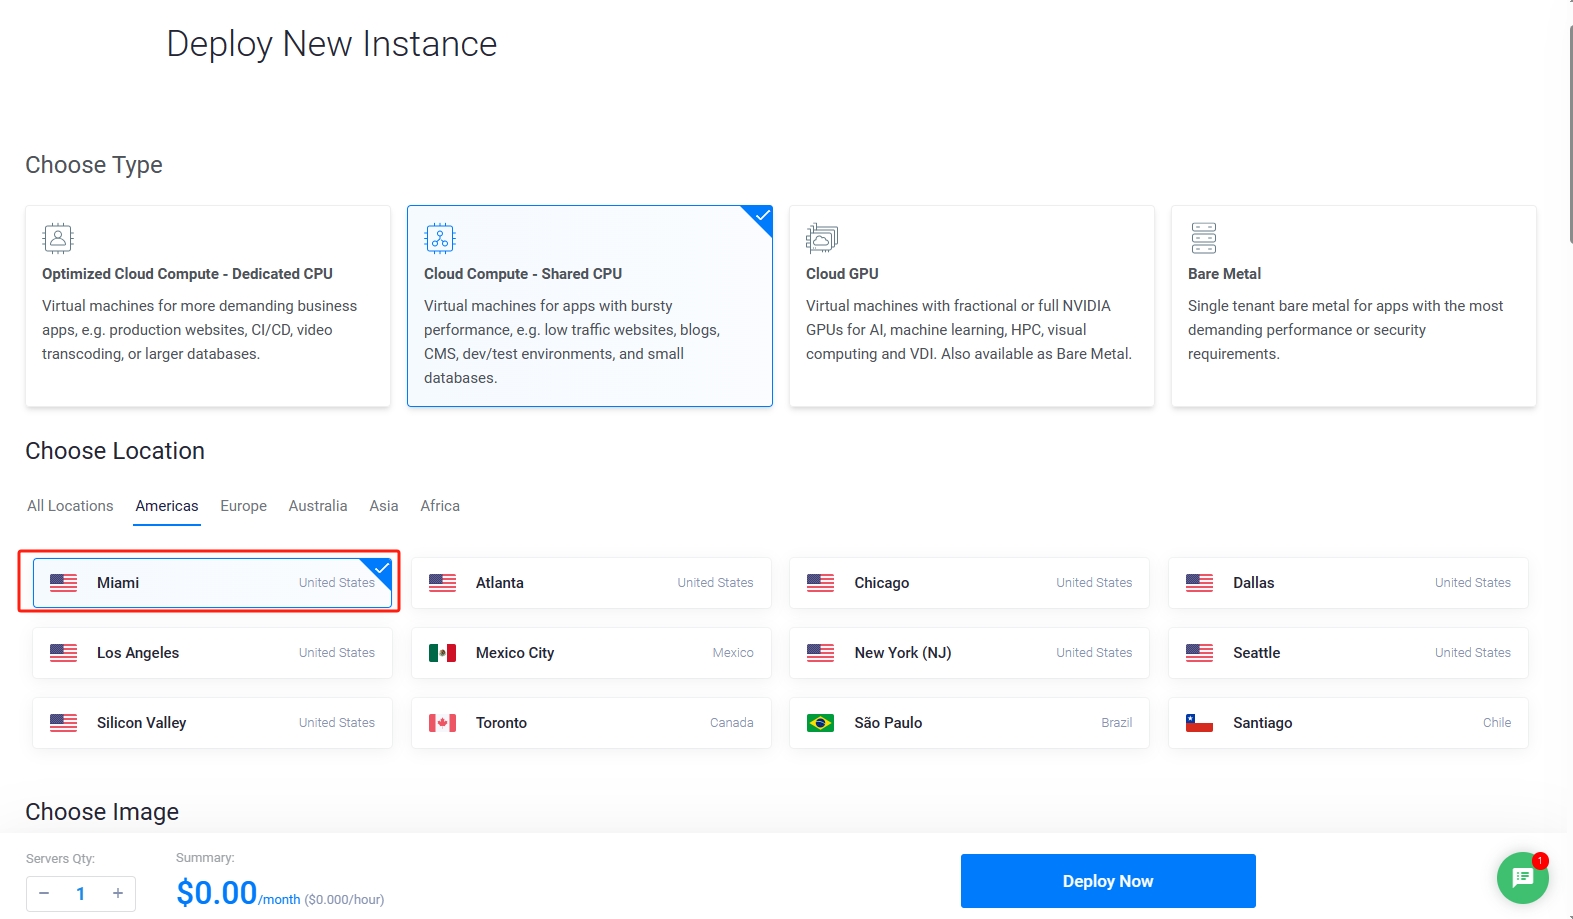 Deploy New Instance
Choose Type
Optimized Cloud Compute - Dedicated CPU
Virtual machines for more demanding business
apps, e.g. production websites, CI/CD, video
transcoding, or larger databases.
Cloud Compute - Shared CPU
Virtual machines for apps with bursty
performance, e.g. low traffic websites, blogs,
CMS, dev/test environments, and small
databases.
Cloud GPU
Virtual machines with fractional or full NVIDIA
GPUs for AI, machine learning, HPC, visual
computing and VDI. Also available as Bare Metal.
Bare Metal
Single tenant bare metal for apps with the most
demanding performance or security
requirements.
Choose Location
All Locations Americas Europe Australia Asia Africa
Miami United States
Atlanta United States
Chicago United States
Dallas United States
Los Angeles United States
Mexico City Mexico
New York (NJ) United States
Seattle United States
Silicon Valley United States
Toronto Canada
São Paulo Brazil
Santiago Chile
Choose Image
Servers Qty:
− 1 +
Summary:
$0.00/month ($0.000/hour)
Deploy Now
1